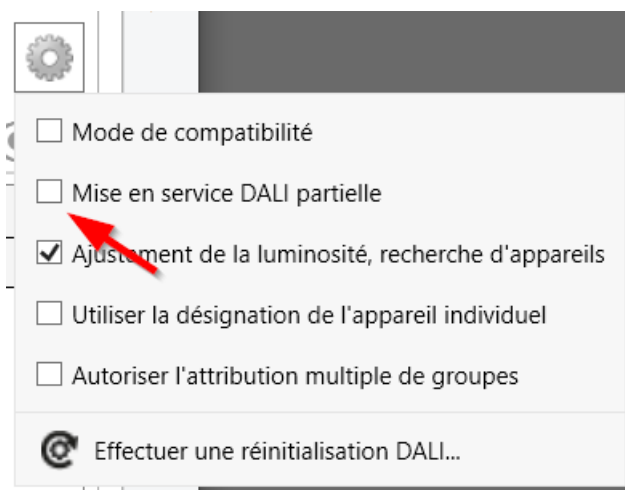 Mode de compatibilité
Mise en service DALI partielle
Ajustement de la luminosité, recherche d'appareils
Utiliser la désignation de l'appareil individuel
Autoriser l'attribution multiple de groupes
Effectuer une réinitialisation DALI...